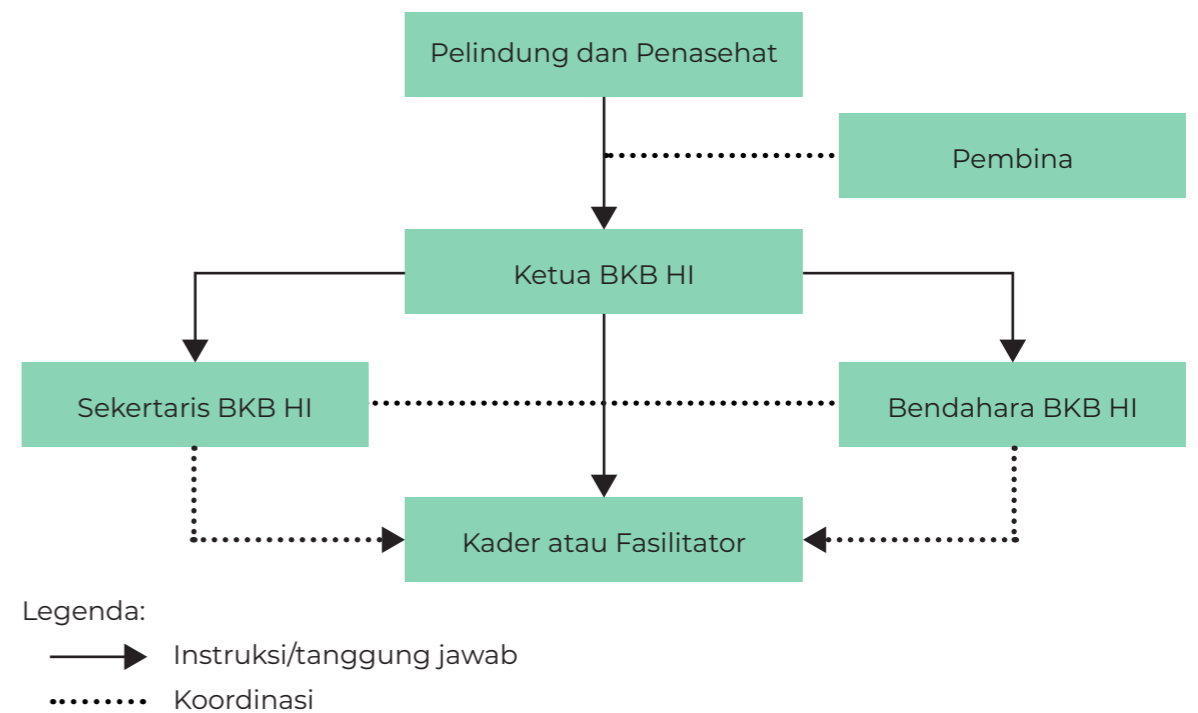 Pelindung dan Penasehat
Pembina
Ketua BKB HI
Sekertaris BKB HI
Bendahara BKB HI
Kader atau Fasilitator
Legenda:
Instruksi/tanggung jawab
Koordinasi